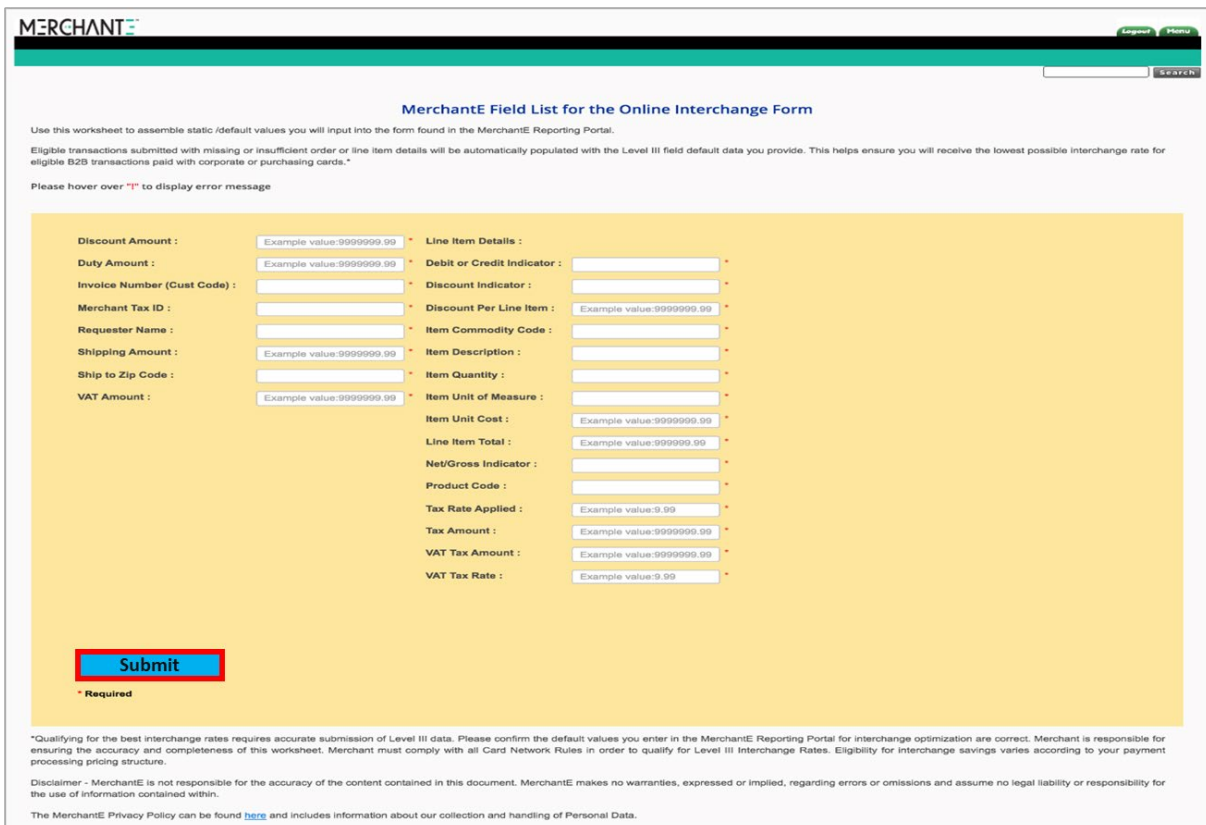 MERCHANTE
Logout Menu
Search
MerchantE Field List for the Online Interchange Form
Use this worksheet to assemble static /default values you will input into the form found in the MerchantE Reporting Portal.
Eligible transactions submitted with missing or insufficient order or line item details will be automatically populated with the Level III field default data you provide. This helps ensure you will receive the lowest possible interchange rate for
eligible B2B transactions paid with corporate or purchasing cards.*
Please hover over "!" to display error message
Discount Amount : Example value:9999999.99 *
Duty Amount : Example value:9999999.99 *
Invoice Number (Cust Code) : *
Merchant Tax ID : *
Requester Name : *
Shipping Amount : Example value:9999999.99 *
Ship to Zip Code : *
VAT Amount : Example value:9999999.99 *
Line Item Details :
Debit or Credit Indicator : *
Discount Indicator : *
Discount Per Line Item : Example value:9999999.99 *
Item Commodity Code : *
Item Description : *
Item Quantity : *
Item Unit of Measure : *
Item Unit Cost : Example value:9999999.99 *
Line Item Total : Example value:999999.99 *
Net/Gross Indicator : *
Product Code : *
Tax Rate Applied : Example value:9.99 *
Tax Amount : Example value:9999999.99 *
VAT Tax Amount : Example value:9999999.99 *
VAT Tax Rate : Example value:9.99 *
Submit
* Required
*Qualifying for the best interchange rates requires accurate submission of Level III data. Please confirm the default values you enter in the MerchantE Reporting Portal for interchange optimization are correct. Merchant is responsible for
ensuring the accuracy and completeness of this worksheet. Merchant must comply with all Card Network Rules in order to qualify for Level III Interchange Rates. Eligibility for interchange savings varies according to your payment
processing pricing structure.
Disclaimer - MerchantE is not responsible for the accuracy of the content contained in this document. MerchantE makes no warranties, expressed or implied, regarding errors or omissions and assume no legal liability or responsibility for
the use of information contained within.
The MerchantE Privacy Policy can be found here and includes information about our collection and handling of Personal Data.